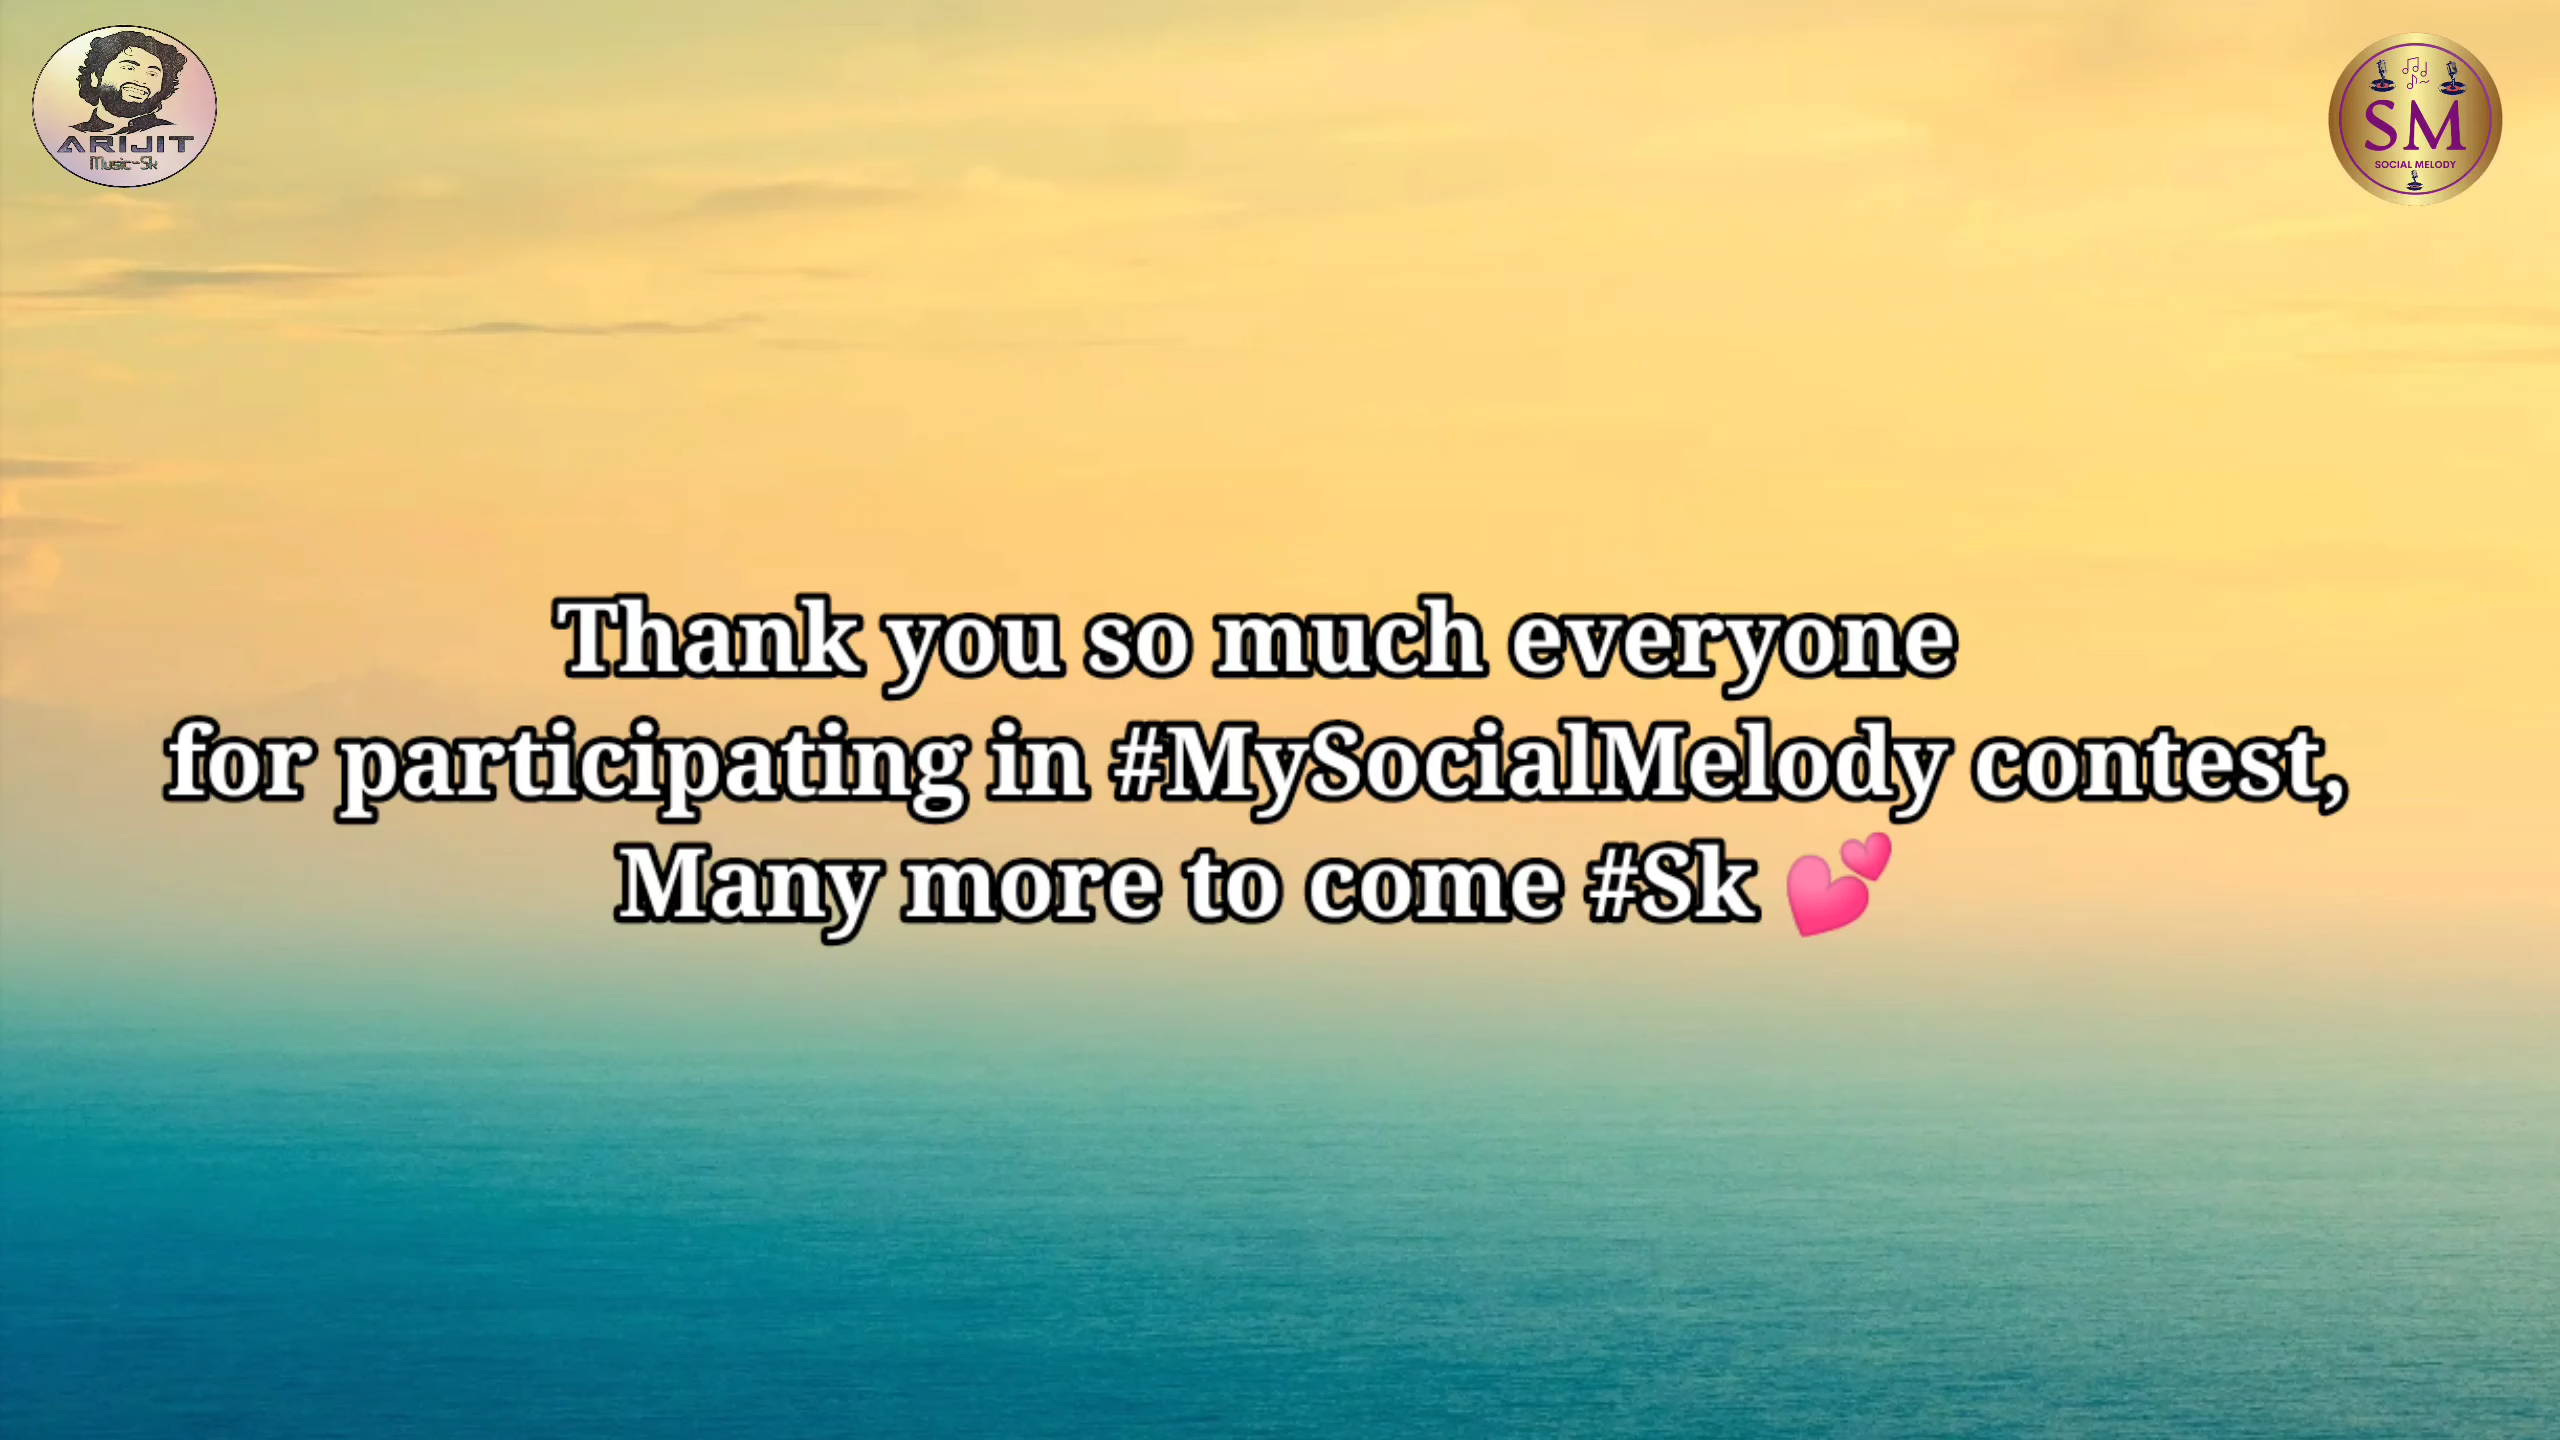 ARIJIT
Music-Sk
SM
SOCIAL MELODY
Thank you so much everyone
for participating in #MySocialMelody contest,
Many more to come #Sk 💕